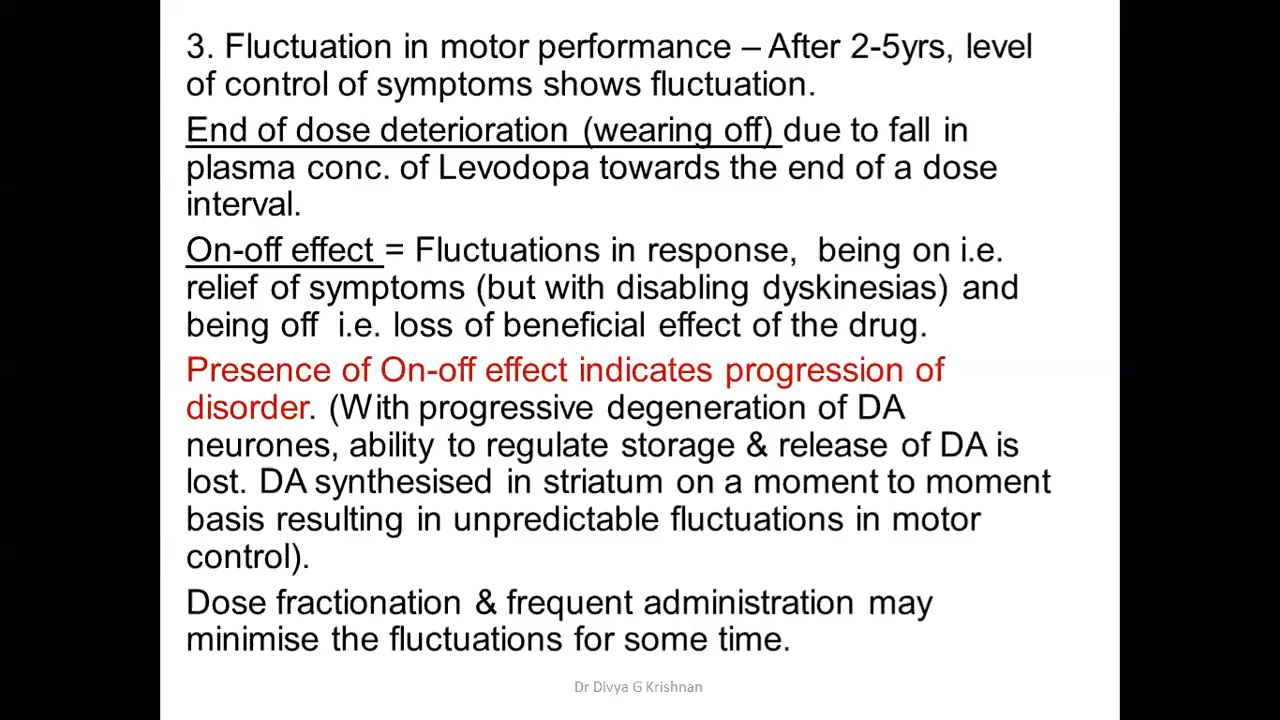 3. Fluctuation in motor performance – After 2-5yrs, level
of control of symptoms shows fluctuation.
End of dose deterioration (wearing off) due to fall in
plasma conc. of Levodopa towards the end of a dose
interval.
On-off effect = Fluctuations in response, being on i.e.
relief of symptoms (but with disabling dyskinesias) and
being off i.e. loss of beneficial effect of the drug.
Presence of On-off effect indicates progression of
disorder. (With progressive degeneration of DA
neurones, ability to regulate storage & release of DA is
lost. DA synthesised in striatum on a moment to moment
basis resulting in unpredictable fluctuations in motor
control).
Dose fractionation & frequent administration may
minimise the fluctuations for some time.
Dr Divya G Krishnan